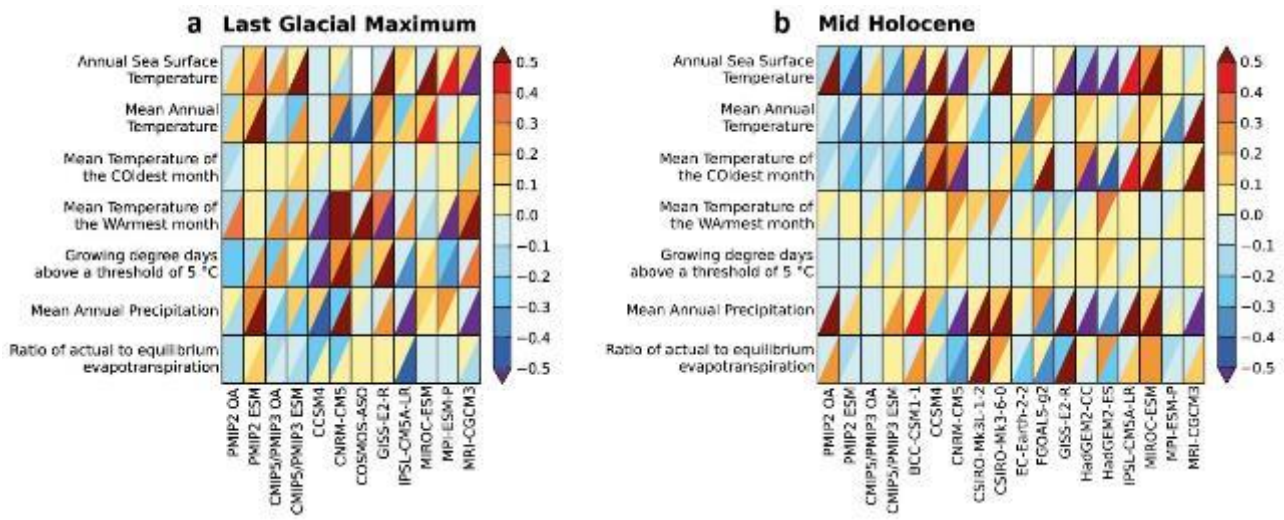 a Last Glacial Maximum
Annual Sea Surface
Temperature
Mean Annual
Temperature
Mean Temperature of
the COldest month
Mean Temperature of
the WArmest month
Growing degree days
above a threshold of 5 °C
Mean Annual Precipitation
Ratio of actual to equilibrium
evapotranspiration
0.5
0.4
0.3
0.2
0.1
0.0
−0.1
−0.2
−0.3
−0.4
−0.5
PMIP2 OA
PMIP2 ESM
CMIP5/PMIP3 OA
CMIP5/PMIP3 ESM
CCSM4
CNRM-CM5
COSMOS-ASO
GISS-E2-R
IPSL-CM5A-LR
MIROC-ESM
MPI-ESM-P
MRI-CGCM3
b Mid Holocene
Annual Sea Surface
Temperature
Mean Annual
Temperature
Mean Temperature of
the COldest month
Mean Temperature of
the WArmest month
Growing degree days
above a threshold of 5 °C
Mean Annual Precipitation
Ratio of actual to equilibrium
evapotranspiration
0.5
0.4
0.3
0.2
0.1
0.0
−0.1
−0.2
−0.3
−0.4
−0.5
PMIP2 OA
PMIP2 ESM
CMIP5/PMIP3 OA
CMIP5/PMIP3 ESM
BCC-CSM1-1
CCSM4
CNRM-CM5
CSIRO-Mk3L-1-2
CSIRO-Mk3-6-0
EC-Earth-2-2
FGOALS-g2
GISS-E2-R
HadGEM2-CC
HadGEM2-ES
IPSL-CM5A-LR
MIROC-ESM
MPI-ESM-P
MRI-CGCM3